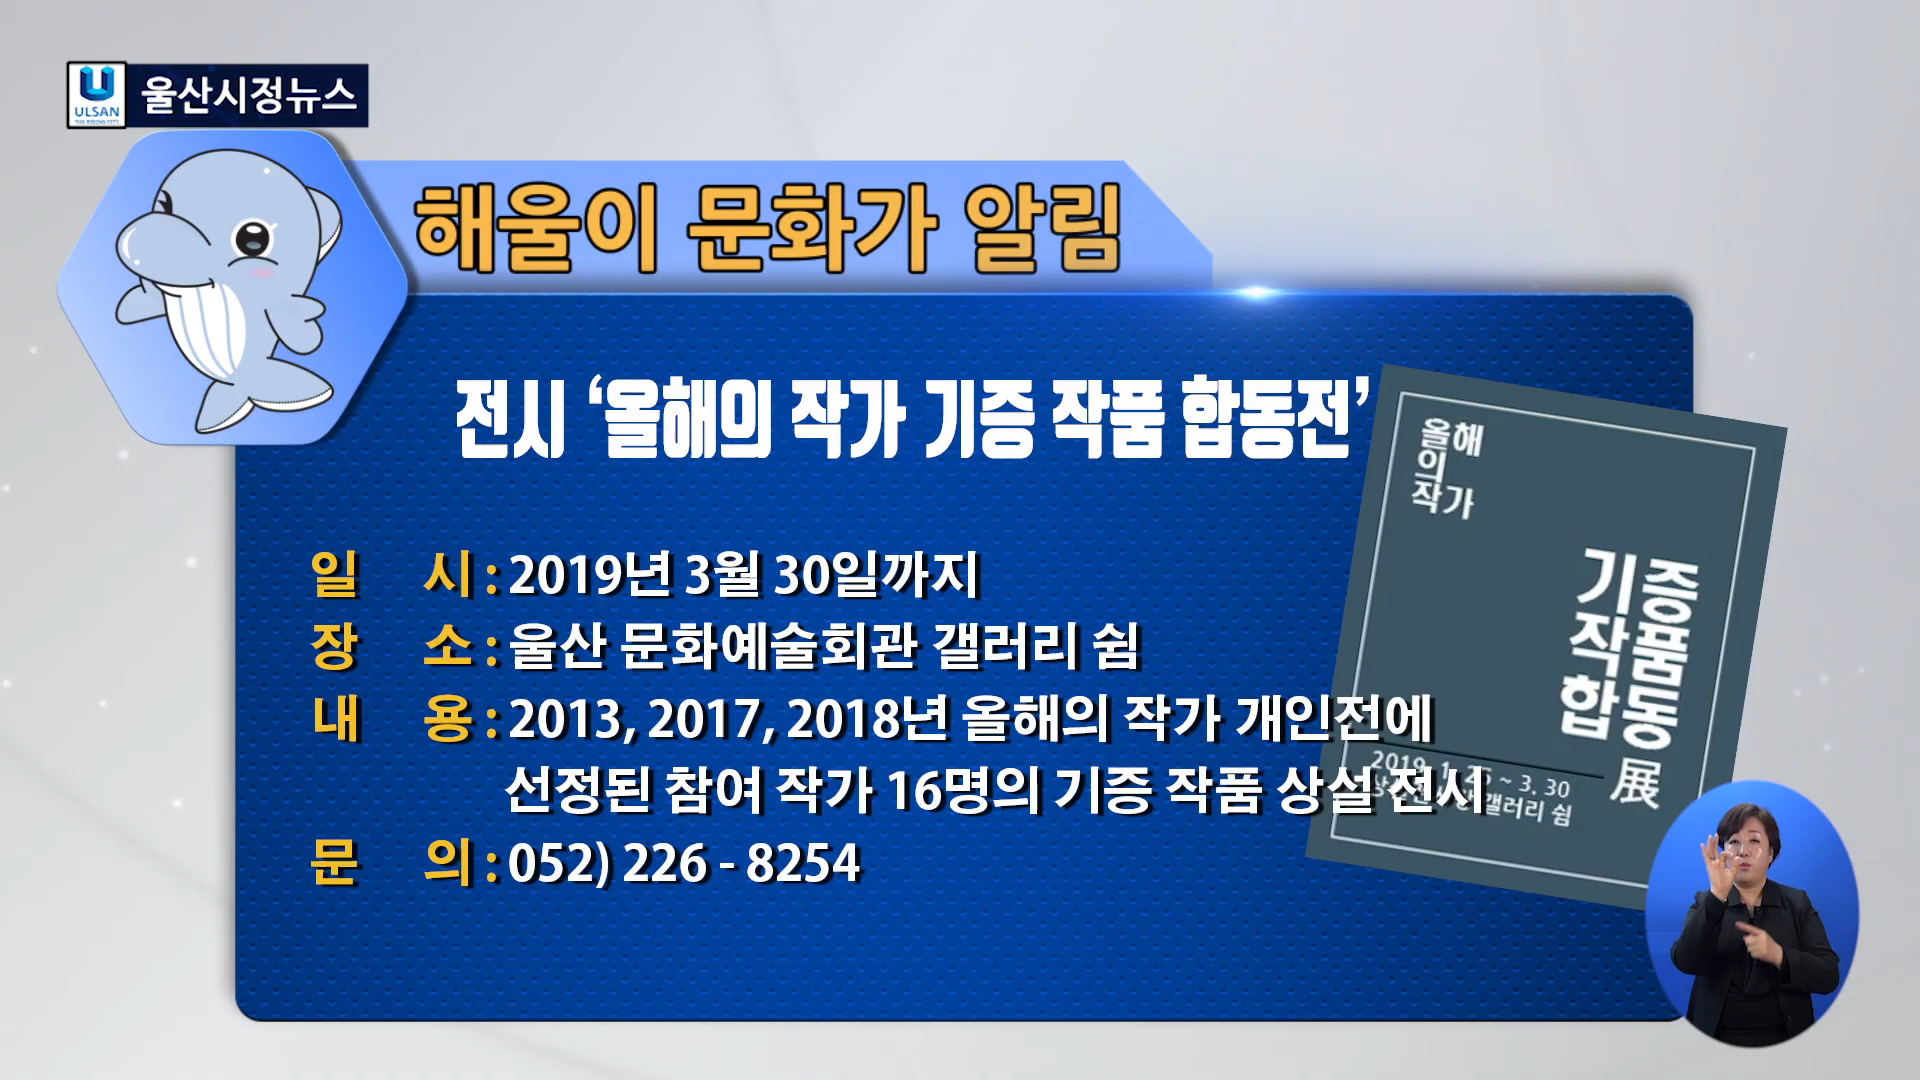 ULSAN
THE RISING CITY
울산시정뉴스
해울이 문화가 알림
전시 ‘올해의 작가 기증 작품 합동전’
일 시 : 2019년 3월 30일까지
장 소 : 울산 문화예술회관 갤러리 쉼
내 용 : 2013, 2017, 2018년 올해의 작가 개인전에
선정된 참여 작가 16명의 기증 작품 상설 전시
문 의 : 052) 226 - 8254
올해
의
작가
기증
작품
합동
展
2019. 1. 25 ~ 3. 30
갤러리 쉼